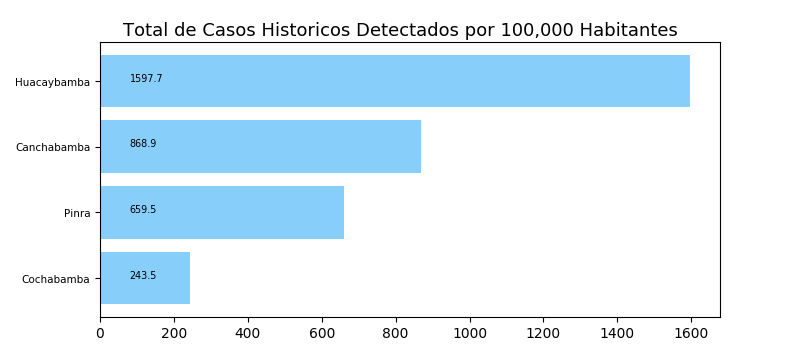 Total de Casos Historicos Detectados por 100,000 Habitantes
Huacaybamba 1597.7
Canchabamba 868.9
Pinra 659.5
Cochabamba 243.5
0 200 400 600 800 1000 1200 1400 1600